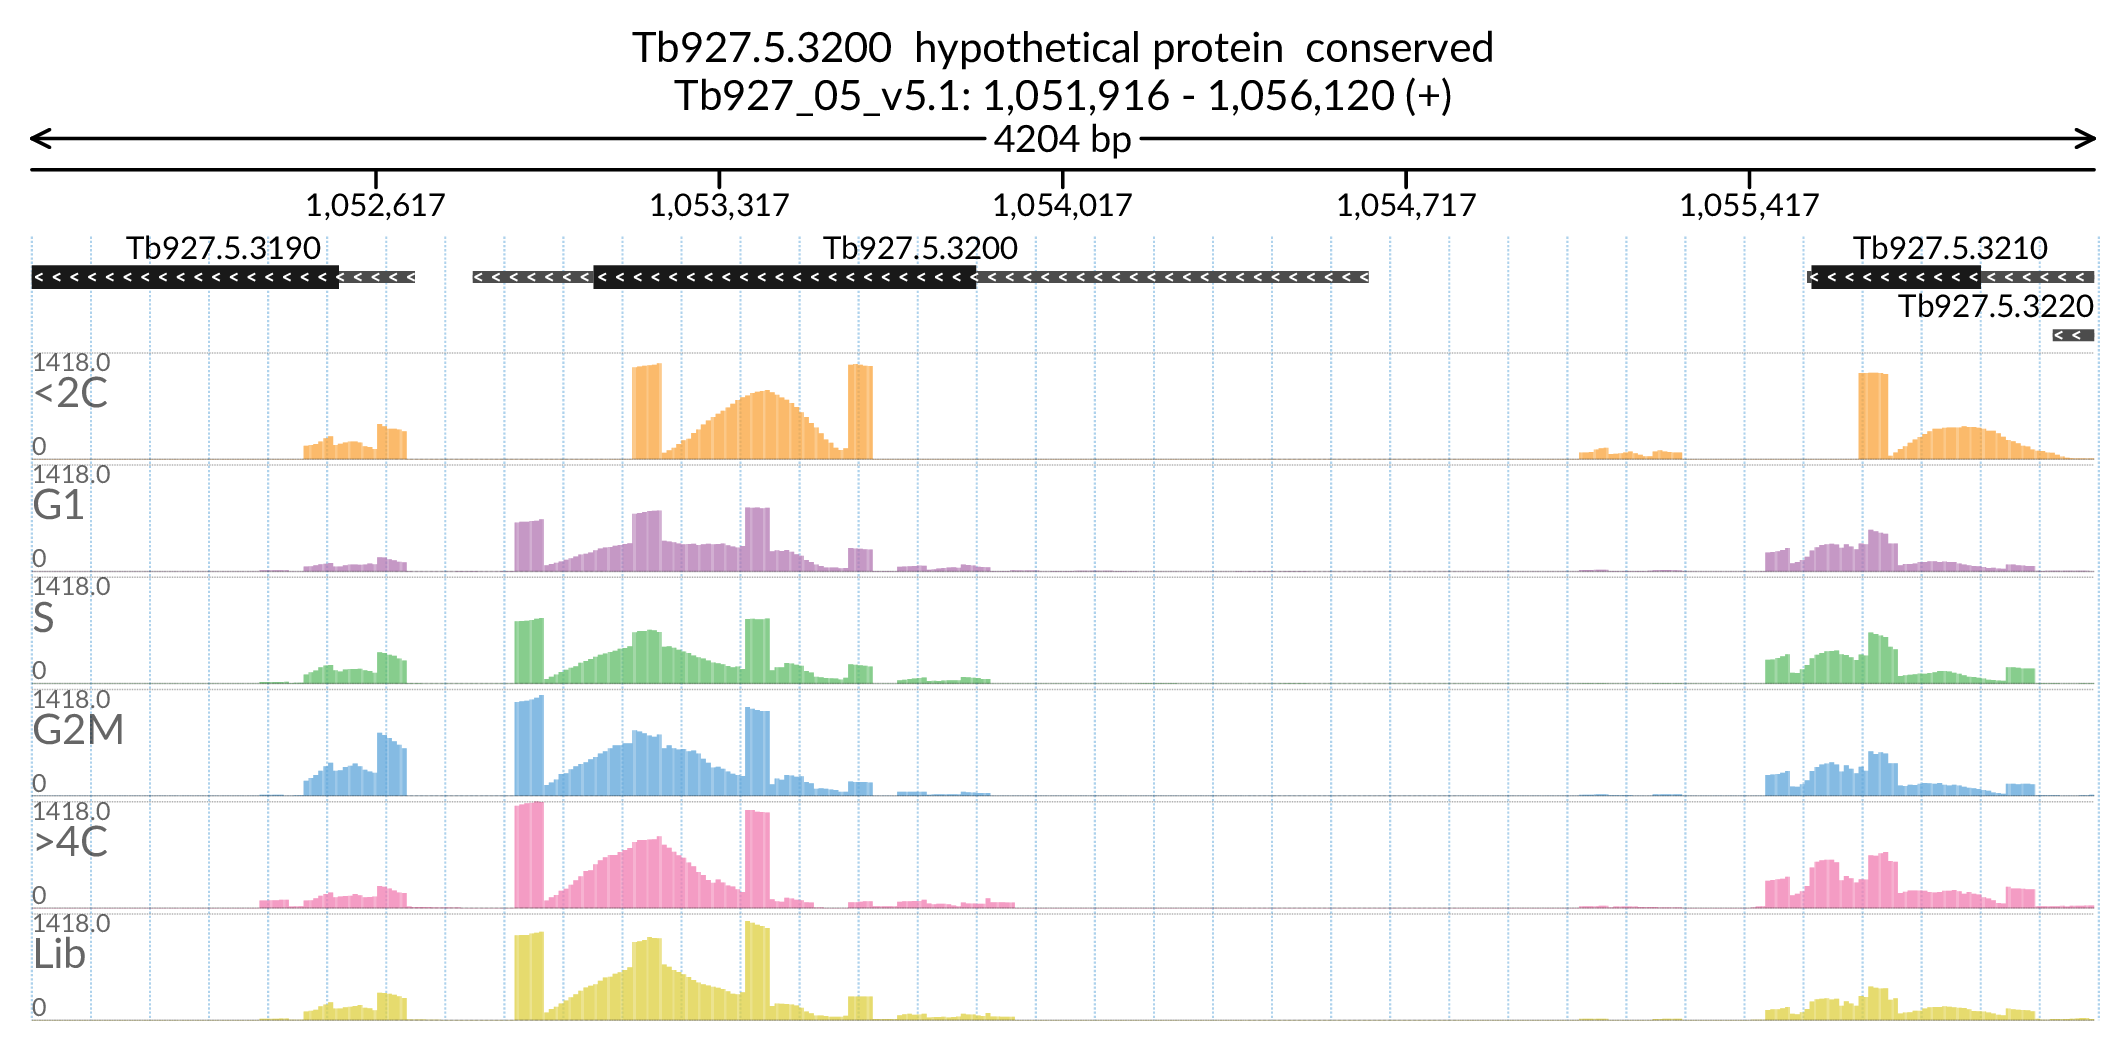 Tb927.5.3200  hypothetical protein  conserved
Tb927_05_v5.1: 1,051,916 - 1,056,120 (+)
4204 bp
1,052,617 1,053,317 1,054,017 1,054,717 1,055,417
Tb927.5.3190 Tb927.5.3200 Tb927.5.3210
Tb927.5.3220
1418.0
<2C
0
1418.0
G1
0
1418.0
S
0
1418.0
G2M
0
1418.0
>4C
0
1418.0
Lib
0